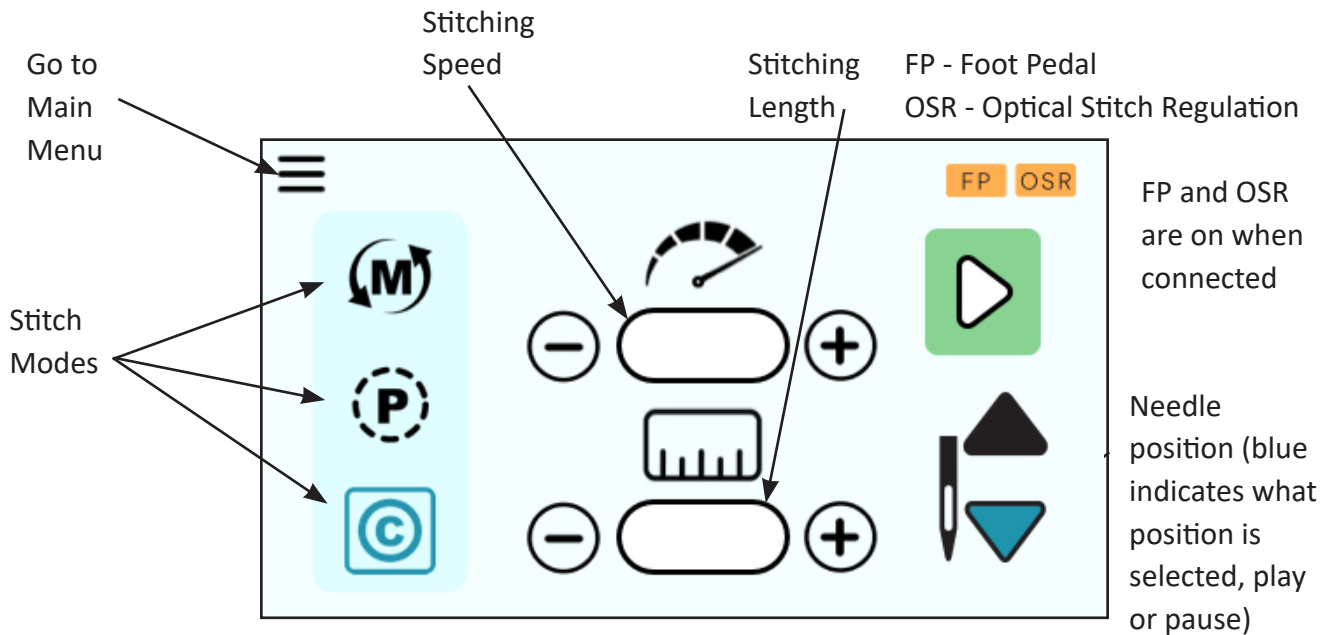 Stitching
Speed
Go to
Main
Menu
Stitching
Length
FP - Foot Pedal
OSR - Optical Stitch Regulation
FP OSR
FP and OSR
are on when
connected
M
Stitch
Modes
P
C
Needle
position (blue
indicates what
position is
selected, play
or pause)